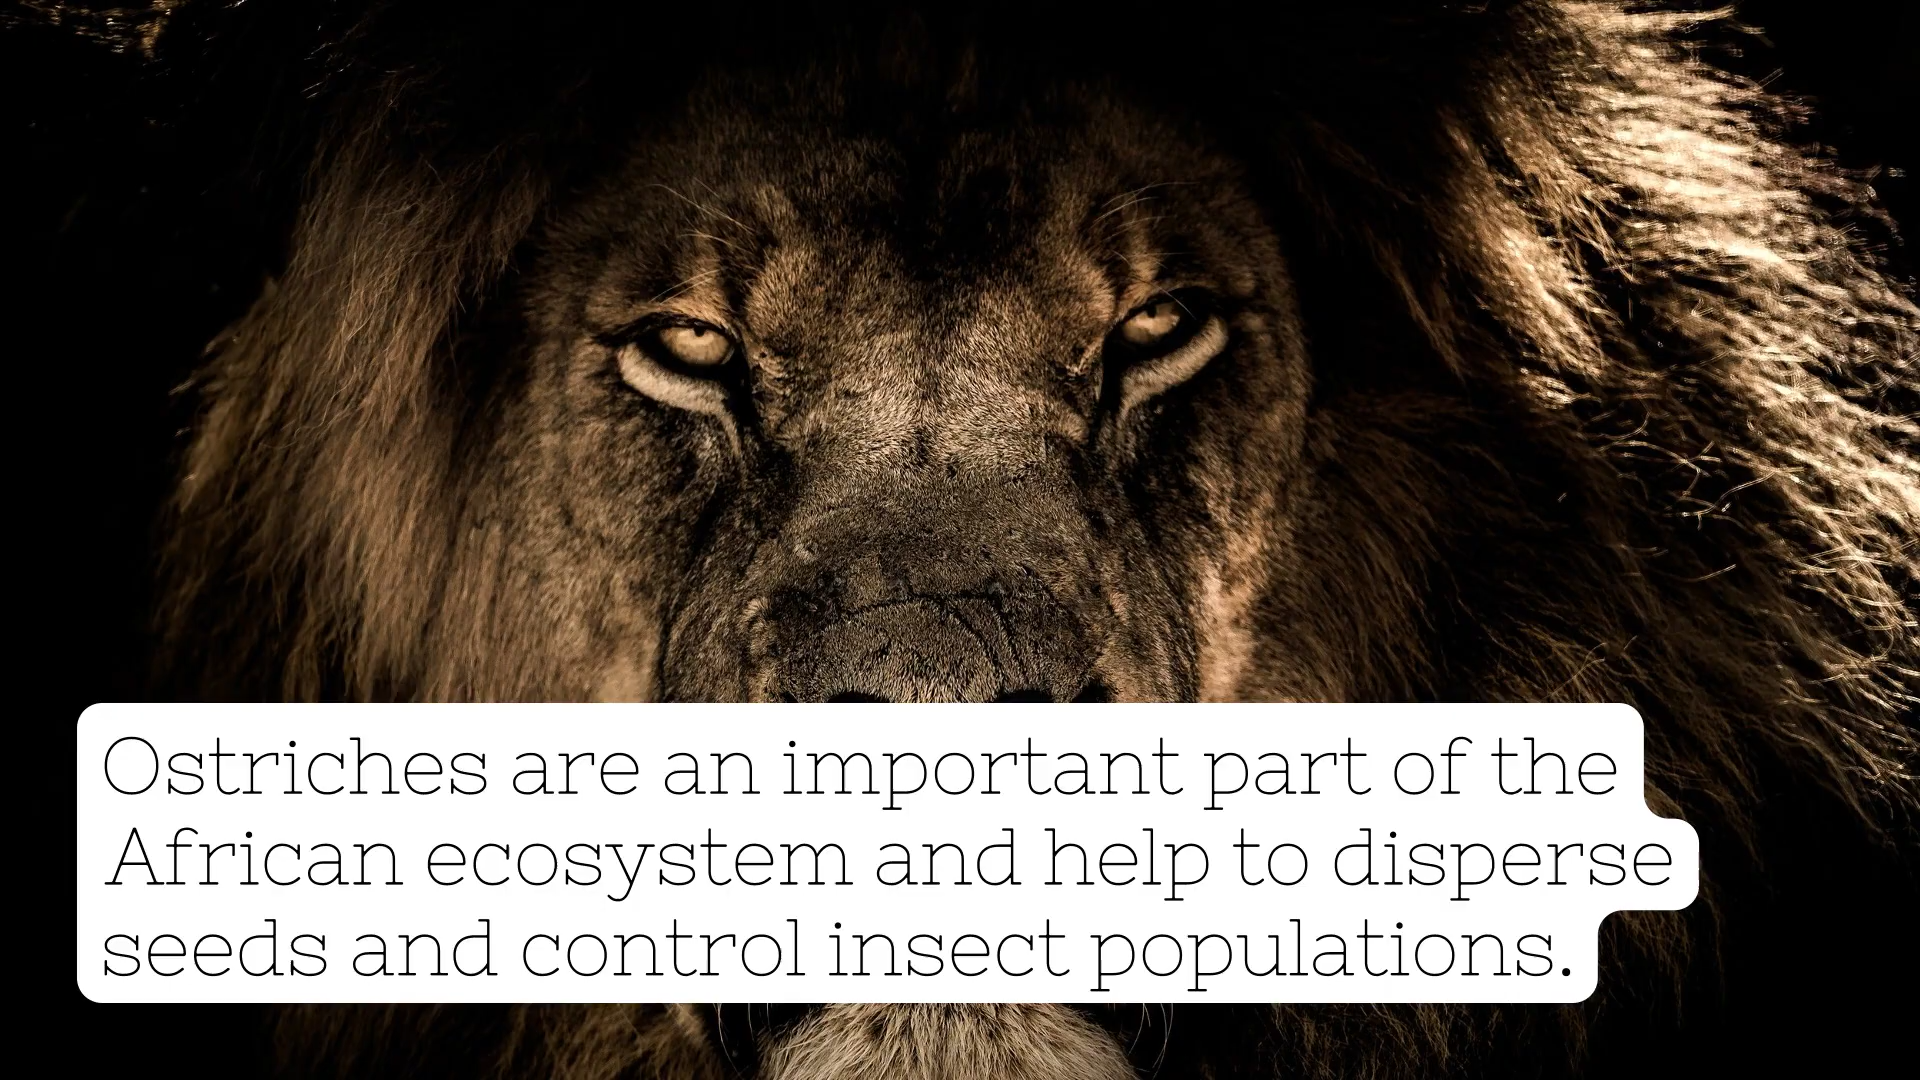 Ostriches are an important part of the
African ecosystem and help to disperse
seeds and control insect populations.